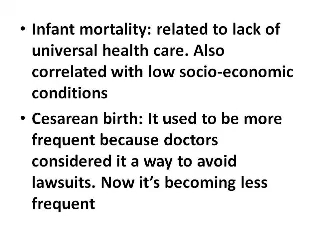 • Infant mortality: related to lack of
universal health care. Also
correlated with low socio-economic
conditions
• Cesarean birth: It used to be more
frequent because doctors
considered it a way to avoid
lawsuits. Now it's becoming less
frequent